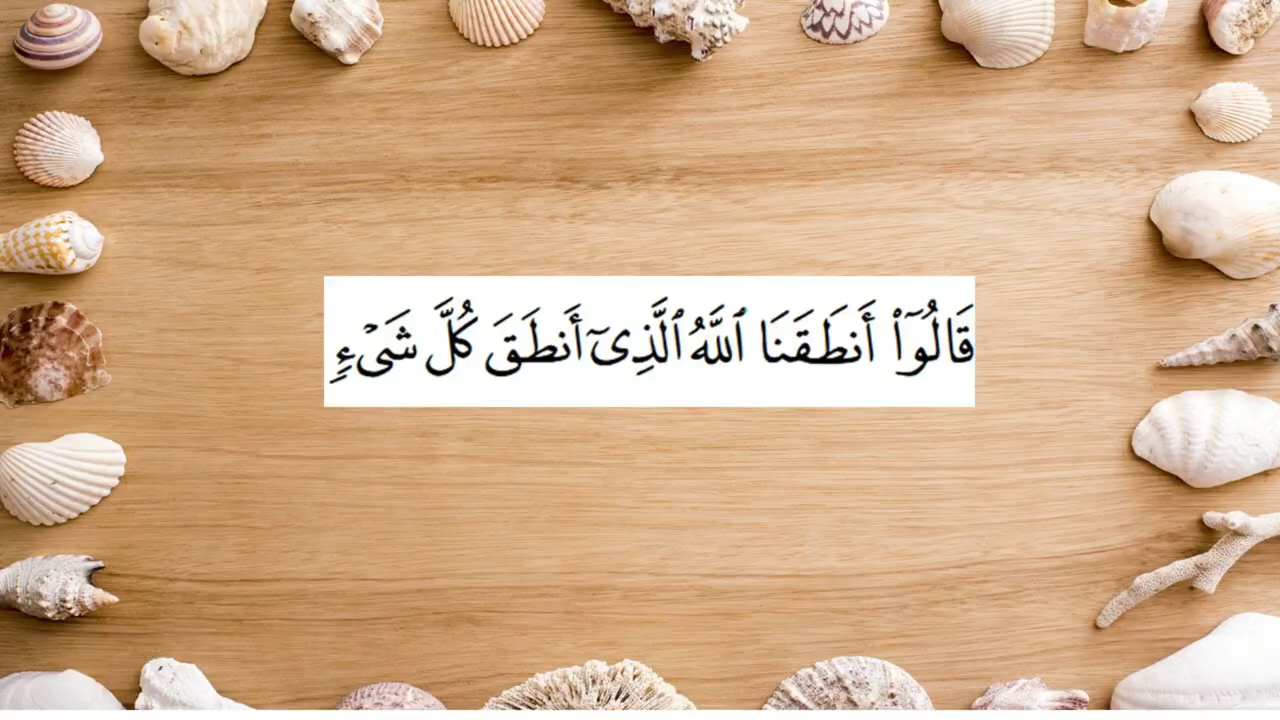 قَالُوٓا۟ أَنطَقَنَا ٱللَّهُ ٱلَّذِىٓ أَنطَقَ كُلَّ شَىْءٍ